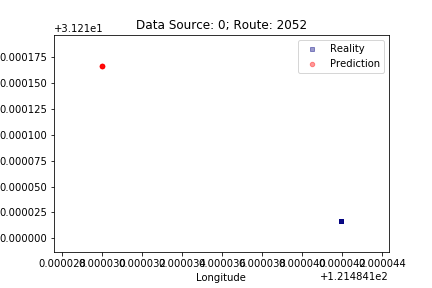 +3.121e1
Data Source: 0; Route: 2052
Reality
Prediction
0.000175
0.000150
0.000125
0.000100
0.000075
0.000050
0.000025
0.000000
0.000028 0.000030 0.000032 0.000034 0.000036 0.000038 0.000040 0.000042 0.000044
Longitude
+1.214841e2